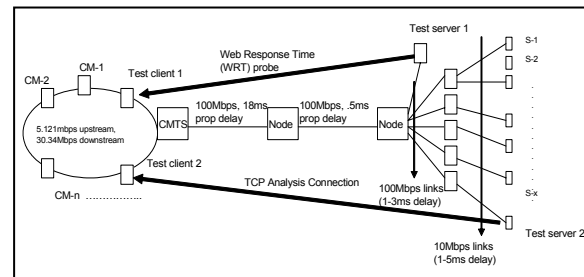 Test server 1
S-1
S-2
CM-1
CM-2
Test client 1
Web Response Time
(WRT) probe
100Mbps, 18ms
prop delay
100Mbps, .5ms
prop delay
5.121mbps upstream,
30.34Mbps downstream
CMTS
Node
Node
Test client 2
TCP Analysis Connection
CM-n ..................
100Mbps links
(1-3ms delay)
S-x
Test server 2
10Mbps links
(1-5ms delay)